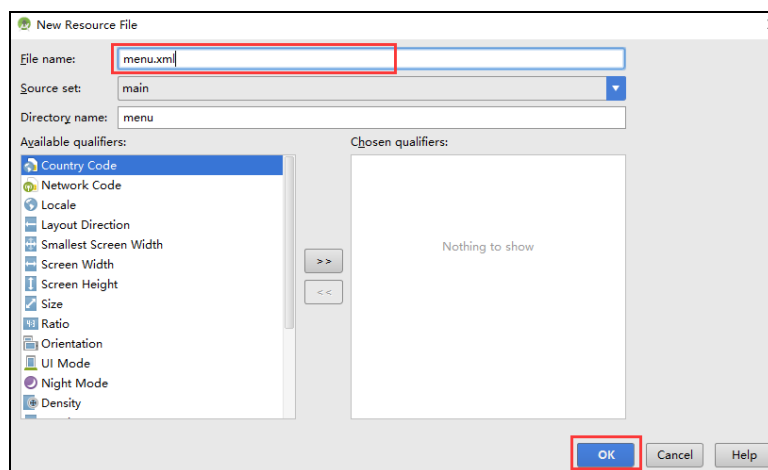 New Resource File
File name: menu.xml
Source set: main
Directory name: menu
Available qualifiers:
Chosen qualifiers:
Country Code
Network Code
Locale
Layout Direction
Smallest Screen Width
Screen Width
Screen Height
Size
Ratio
Orientation
UI Mode
Night Mode
Density
>>
<<
Nothing to show
OK Cancel Help